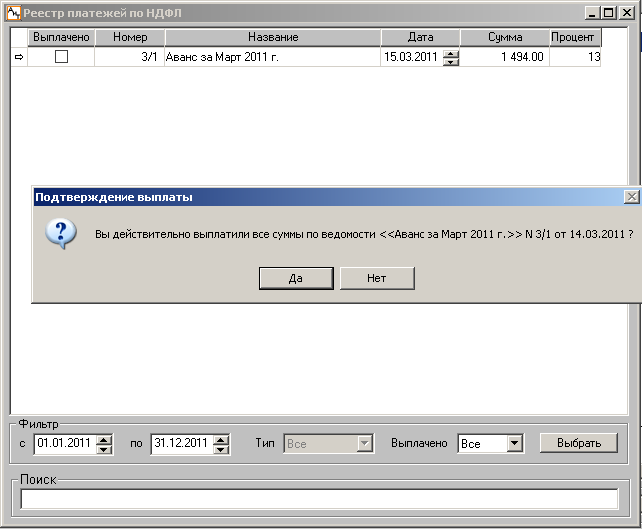 Реестр платежей по НДФЛ
Выплачено Номер Название Дата Сумма Процент
3/1 Аванс за Март 2011 г. 15.03.2011 1 494.00 13
Подтверждение выплаты
Вы действительно выплатили все суммы по ведомости <<Аванс за Март 2011 г.>> N 3/1 от 14.03.2011 ?
Да Нет
Фильтр
с 01.01.2011 по 31.12.2011 Тип Все Выплачено Все Выбрать
Поиск